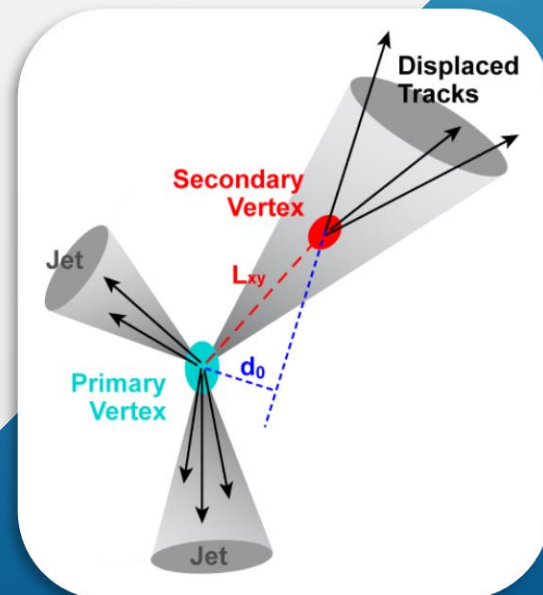 Displaced
Tracks
Secondary
Vertex
Jet
Lxy
d₀
Primary
Vertex
Jet